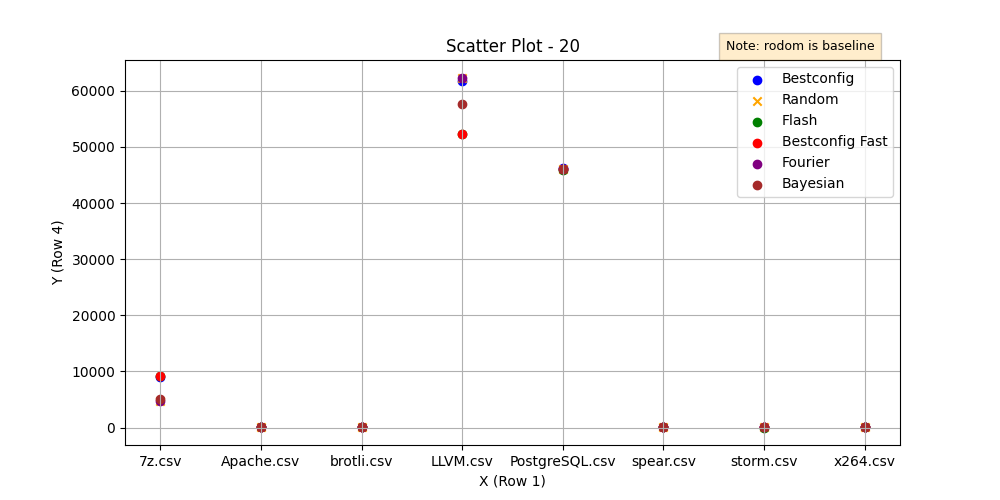 Scatter Plot - 20
Note: rodom is baseline
Bestconfig
Random
Flash
Bestconfig Fast
Fourier
Bayesian
Y (Row 4)
60000
50000
40000
30000
20000
10000
0
7z.csv Apache.csv brotli.csv LLVM.csv PostgreSQL.csv spear.csv storm.csv x264.csv
X (Row 1)